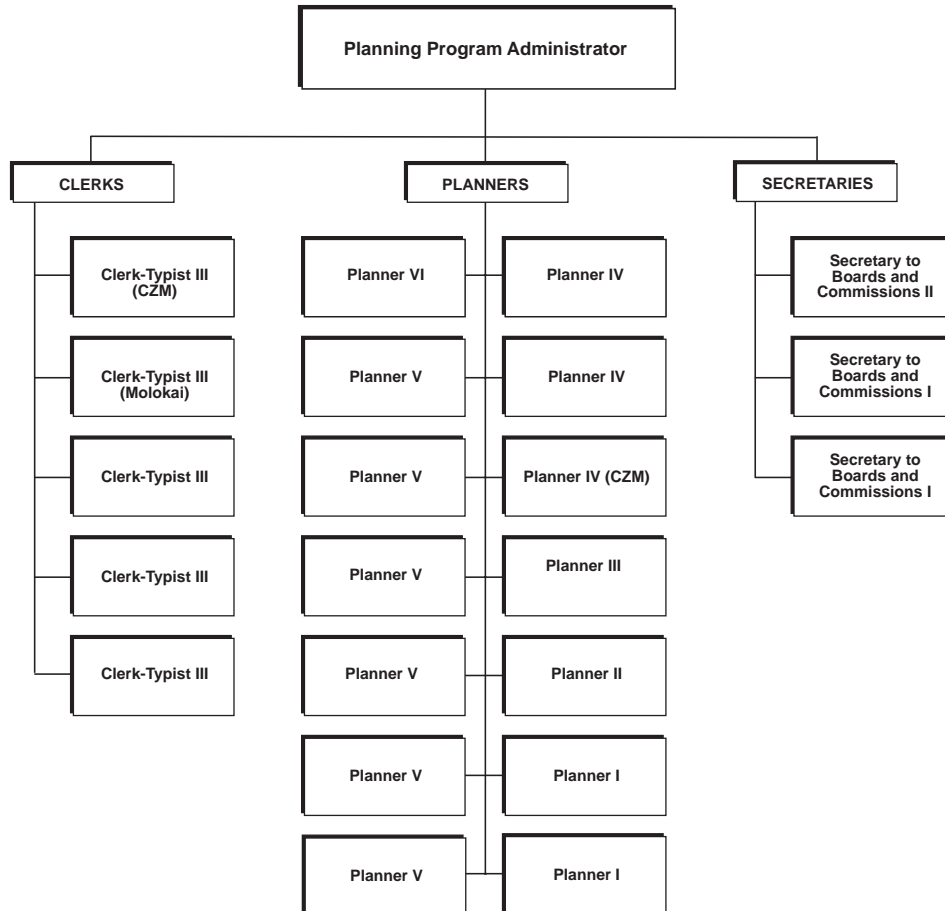 Planning Program Administrator
CLERKS
PLANNERS
SECRETARIES
Clerk-Typist III
(CZM)
Clerk-Typist III
(Molokai)
Clerk-Typist III
Clerk-Typist III
Clerk-Typist III
Planner VI
Planner IV
Planner V
Planner IV
Planner V
Planner IV (CZM)
Planner V
Planner III
Planner V
Planner II
Planner V
Planner I
Planner V
Planner I
Secretary to
Boards and
Commissions II
Secretary to
Boards and
Commissions I
Secretary to
Boards and
Commissions I